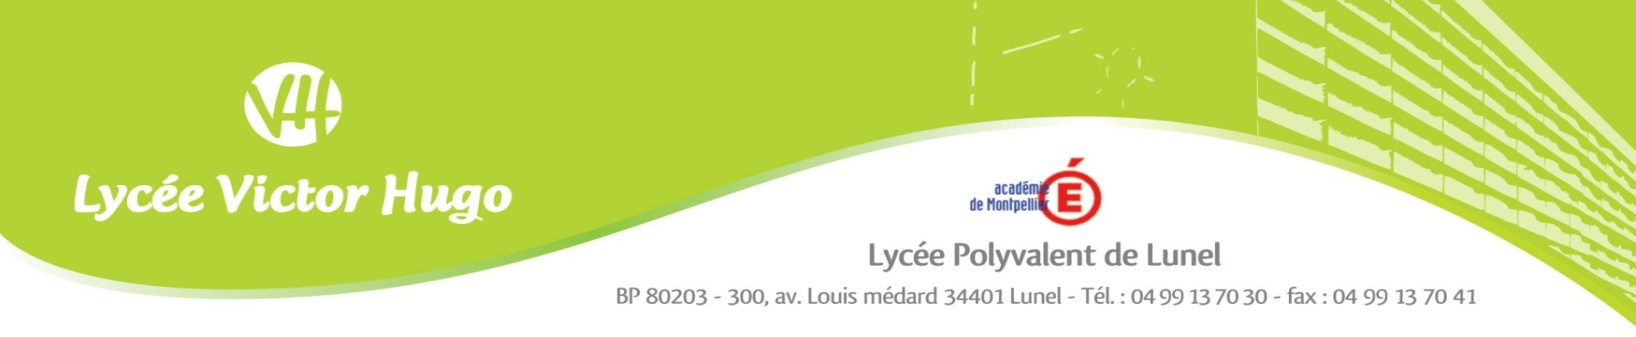 VH
Lycée Victor Hugo
académie
de Montpellier
É
Lycée Polyvalent de Lunel
BP 80203 - 300, av. Louis médard 34401 Lunel - Tél. : 04 99 13 70 30 - fax : 04 99 13 70 41